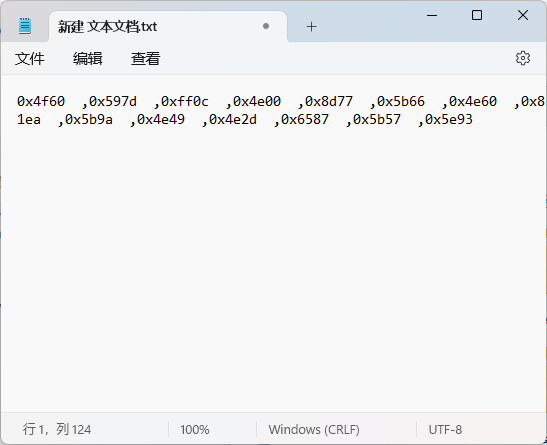 新建 文本文档.txt
文件 编辑 查看
0x4f60  ,0x597d  ,0xff0c  ,0x4e00  ,0x8d77  ,0x5b66  ,0x4e60  ,0x8
1ea  ,0x5b9a  ,0x4e49  ,0x4e2d  ,0x6587  ,0x5b57  ,0x5e93
行 1，列 124 100% Windows (CRLF) UTF-8